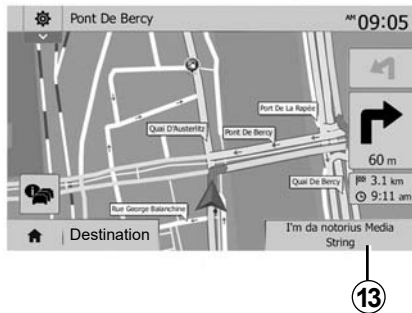 Pont De Bercy
AM 09:05
Port De La Rapée
Quai D'Austerlitz
Pont De Bercy
60 m
Quai De Bercy
3.1 km
9:11 am
Rue George Balanchine
Destination
I'm da notorius Media
String
13